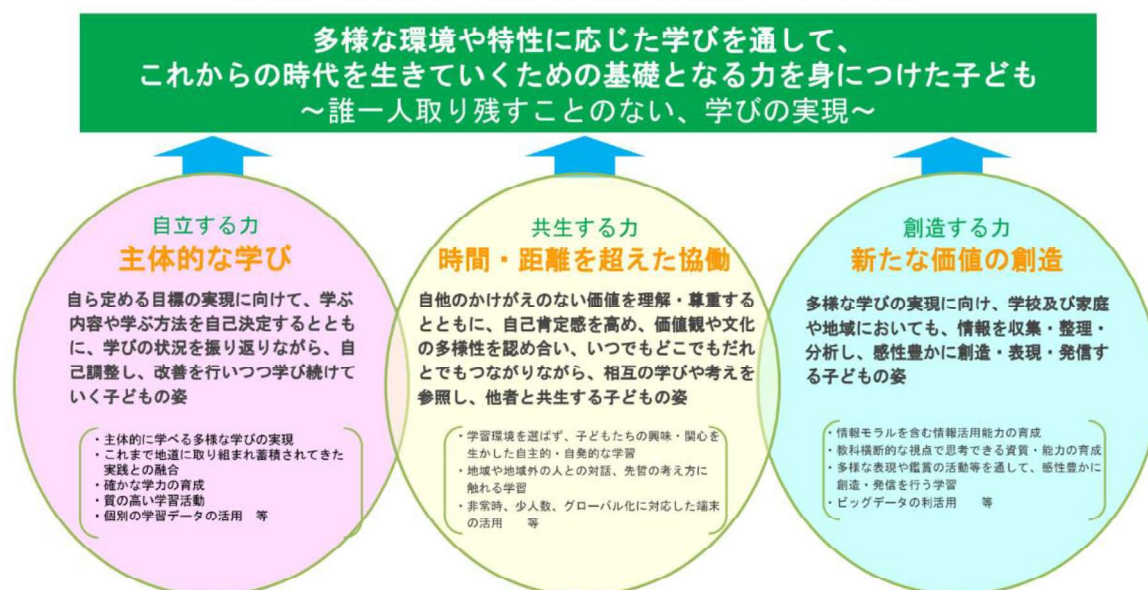 多様な環境や特性に応じた学びを通して、
これからの時代を生きていくための基礎となる力を身につけた子ども
～誰一人取り残すことのない、学びの実現～
自立する力
主体的な学び
自ら定める目標の実現に向けて、学ぶ
内容や学ぶ方法を自己決定するととも
に、学びの状況を振り返りながら、自
己調整し、改善を行いつつ学び続けて
いく子どもの姿
・主体的に学べる多様な学びの実現
・これまで地道に取り組まれ蓄積されてきた
実践との融合
・確かな学力の育成
・質の高い学習活動
・個別の学習データの活用　等
共生する力
時間・距離を超えた協働
自他のかけがえのない価値を理解・尊重する
とともに、自己肯定感を高め、価値観や文化
の多様性を認め合い、いつでもどこでもだれ
とでもつながりながら、相互の学びや考えを
参照し、他者と共生する子どもの姿
・学習環境を選ばず、子どもたちの興味・関心を
生かした自主的・自発的な学習
・地域や地域外の人との対話、先哲の考え方に
触れる学習
・非常時、少人数、グローバル化に対応した端末
の活用　　等
創造する力
新たな価値の創造
多様な学びの実現に向け、学校及び家庭
や地域においても、情報を収集・整理・
分析し、感性豊かに創造・表現・発信す
る子どもの姿
・情報モラルを含む情報活用能力の育成
・教科横断的な視点で思考できる資質・能力の育成
・多様な表現や鑑賞の活動等を通して、感性豊かに
創造・発信を行う学習
・ビッグデータの利活用　　等